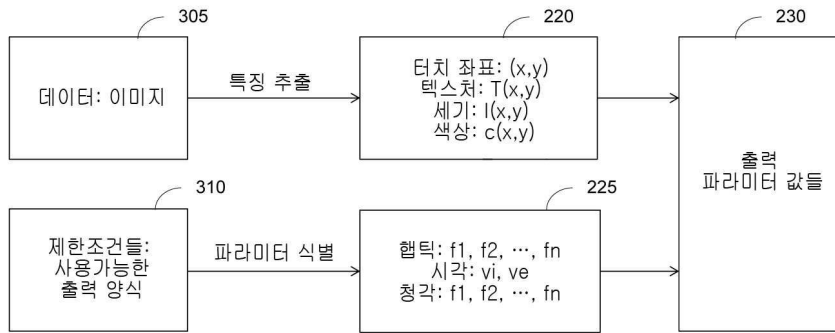 305
데이터: 이미지
특징 추출
220
터치 좌표: (x,y)
텍스처: T(x,y)
세기: I(x,y)
색상: c(x,y)
230
출력
파라미터 값들
310
제한조건들:
사용가능한
출력 양식
파라미터 식별
225
햅틱: f1, f2, ···, fn
시각: vi, ve
청각: f1, f2, ···, fn